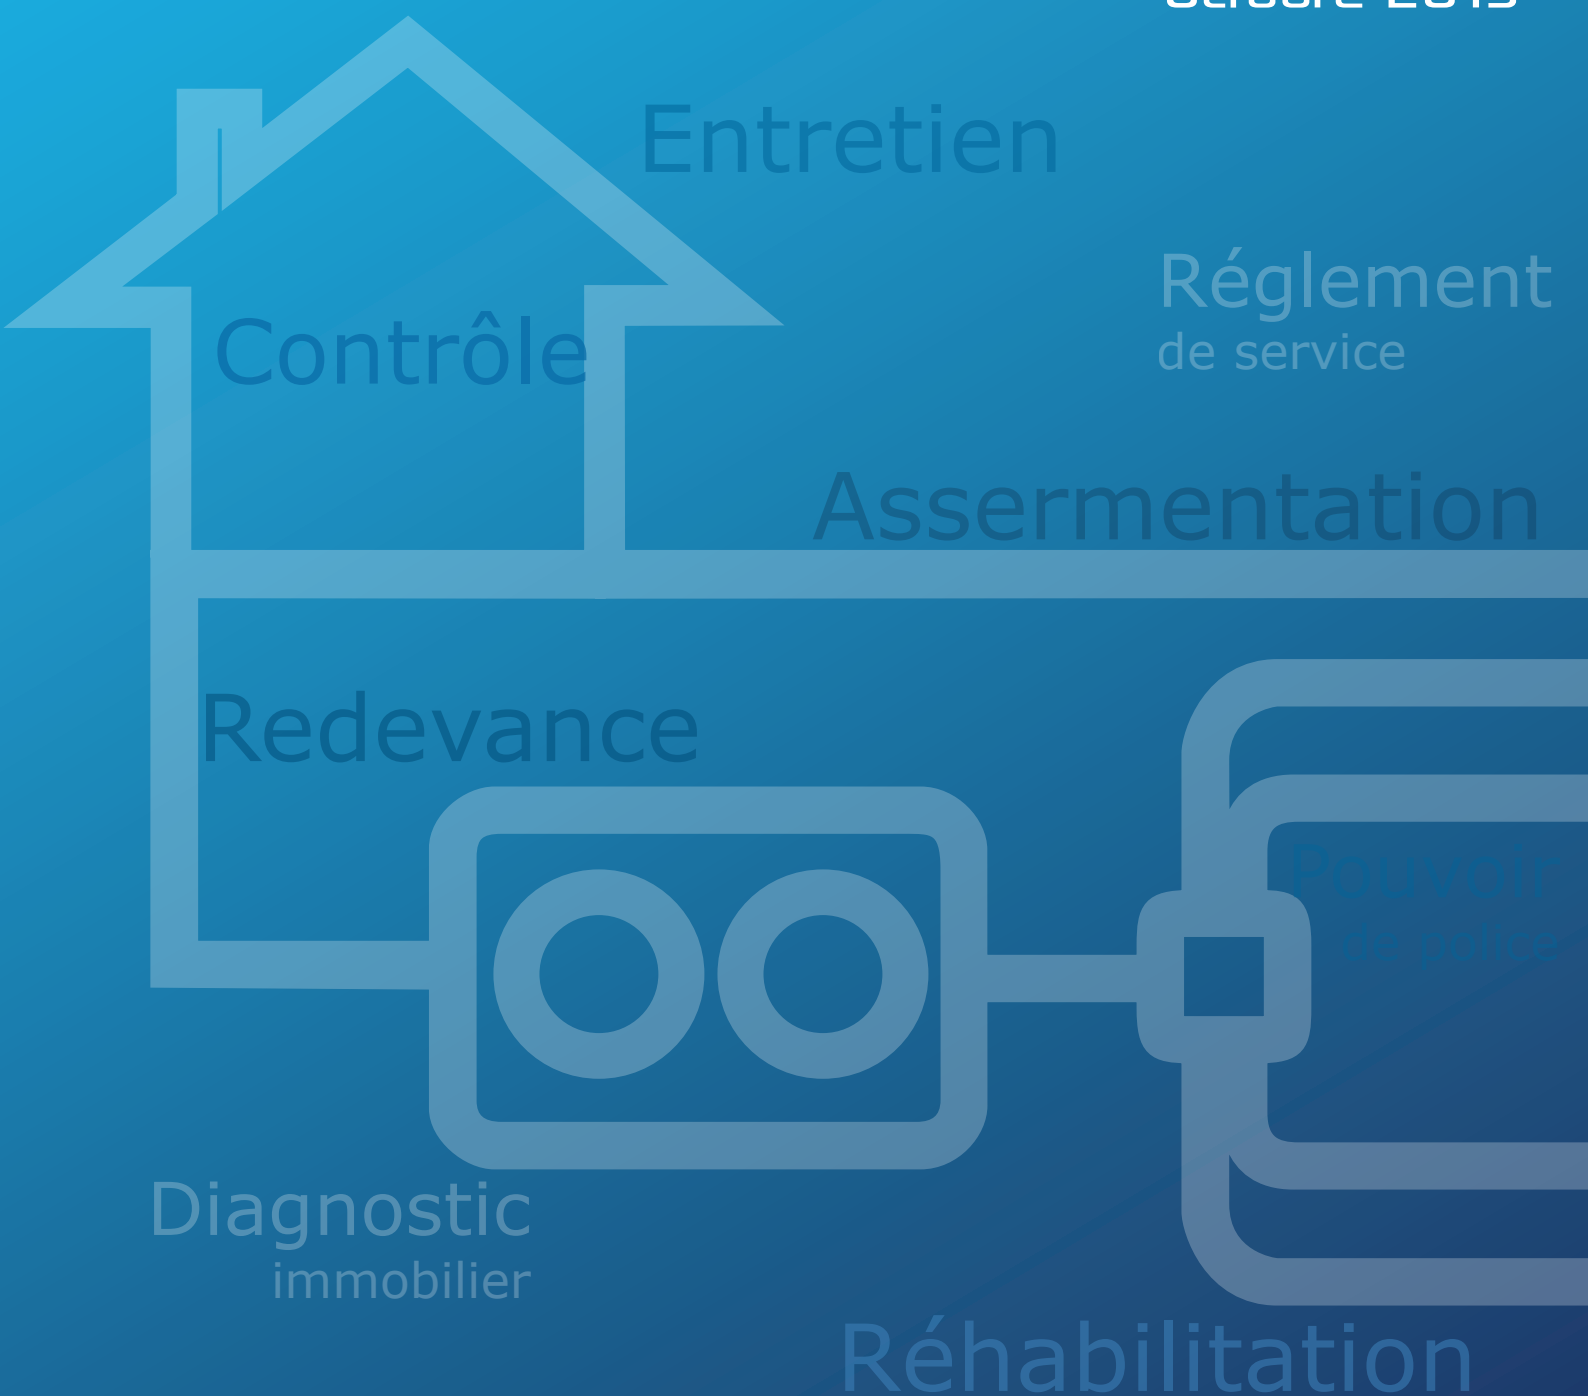 Entretien
Réglement
de service
Contrôle
Assermentation
Redevance
Pouvoir
de police
Diagnostic
immobilier
Réhabilitation